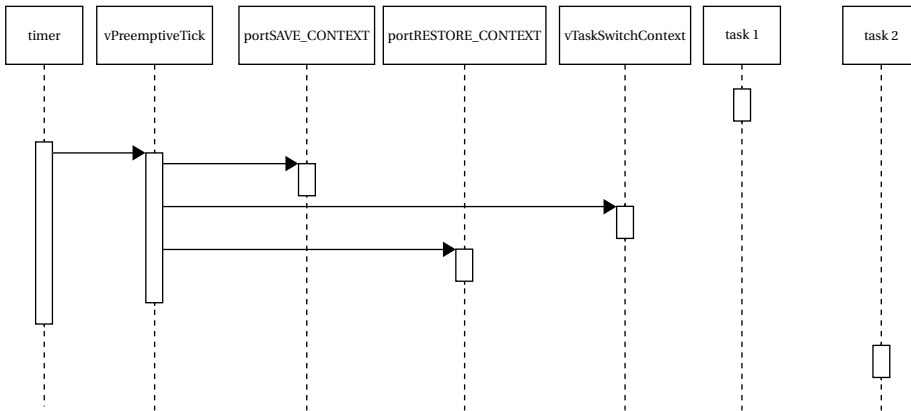 timer
vPreemptiveTick
portSAVE_CONTEXT
portRESTORE_CONTEXT
vTaskSwitchContext
task 1
task 2